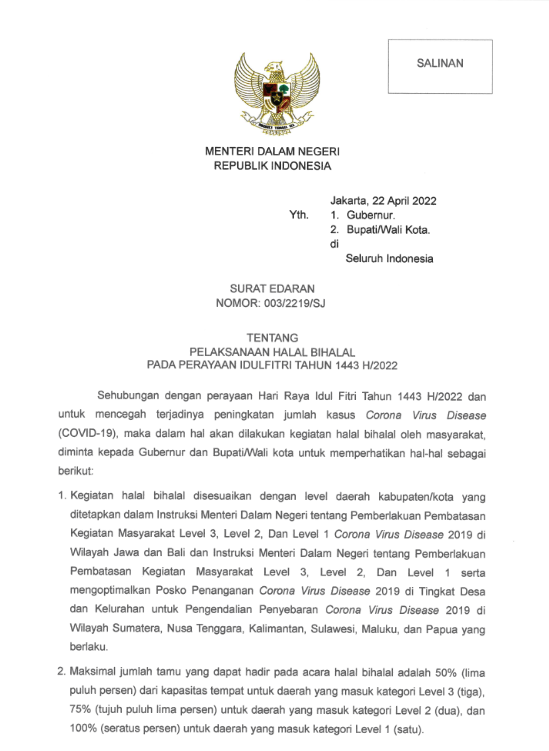 SALINAN
MENTERI DALAM NEGERI
REPUBLIK INDONESIA
Jakarta, 22 April 2022
Yth. 1. Gubernur.
2. Bupati/Wali Kota.
di
Seluruh Indonesia
SURAT EDARAN
NOMOR: 003/2219/SJ
TENTANG
PELAKSANAAN HALAL BIHALAL
PADA PERAYAAN IDULFITRI TAHUN 1443 H/2022
Sehubungan dengan perayaan Hari Raya Idul Fitri Tahun 1443 H/2022 dan
untuk mencegah terjadinya peningkatan jumlah kasus Corona Virus Disease
(COVID-19), maka dalam hal akan dilakukan kegiatan halal bihalal oleh masyarakat,
diminta kepada Gubernur dan Bupati/Wali kota untuk memperhatikan hal-hal sebagai
berikut:
1. Kegiatan halal bihalal disesuaikan dengan level daerah kabupaten/kota yang
ditetapkan dalam Instruksi Menteri Dalam Negeri tentang Pemberlakuan Pembatasan
Kegiatan Masyarakat Level 3, Level 2, Dan Level 1 Corona Virus Disease 2019 di
Wilayah Jawa dan Bali dan Instruksi Menteri Dalam Negeri tentang Pemberlakuan
Pembatasan Kegiatan Masyarakat Level 3, Level 2, Dan Level 1 serta
mengoptimalkan Posko Penanganan Corona Virus Disease 2019 di Tingkat Desa
dan Kelurahan untuk Pengendalian Penyebaran Corona Virus Disease 2019 di
Wilayah Sumatera, Nusa Tenggara, Kalimantan, Sulawesi, Maluku, dan Papua yang
berlaku.
2. Maksimal jumlah tamu yang dapat hadir pada acara halal bihalal adalah 50% (lima
puluh persen) dari kapasitas tempat untuk daerah yang masuk kategori Level 3 (tiga),
75% (tujuh puluh lima persen) untuk daerah yang masuk kategori Level 2 (dua), dan
100% (seratus persen) untuk daerah yang masuk kategori Level 1 (satu).